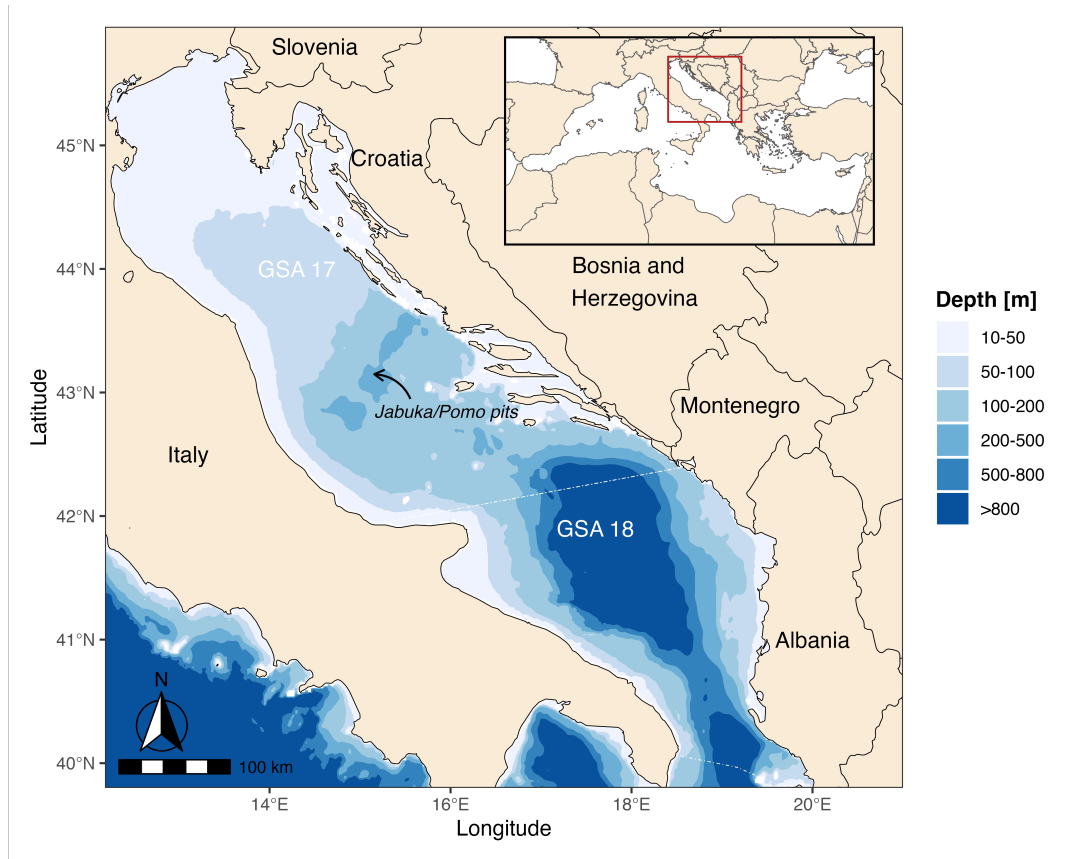 Slovenia
Croatia
45°N
44°N
43°N
42°N
41°N
40°N
Latitude
GSA 17
Bosnia and
Herzegovina
Jabuka/Pomo pits
Montenegro
Italy
GSA 18
Albania
N
100 km
14°E
16°E
18°E
20°E
Longitude
Depth [m]
10-50
50-100
100-200
200-500
500-800
>800